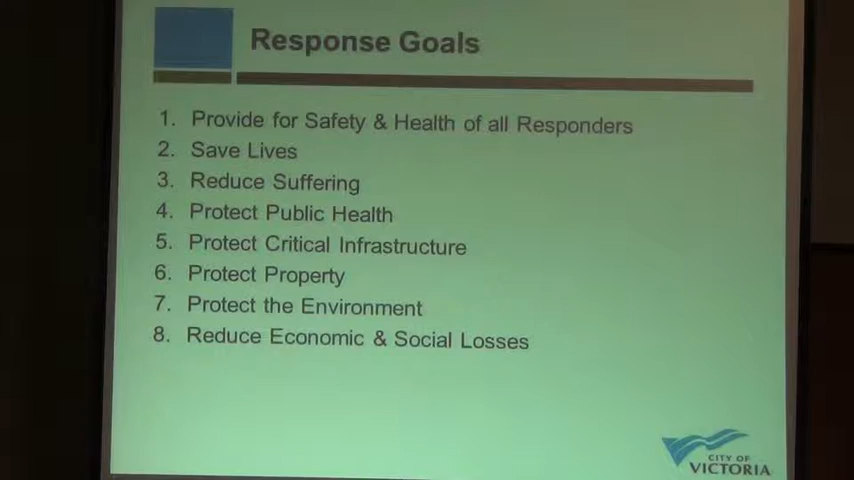 Response Goals
1. Provide for Safety & Health of all Responders
2. Save Lives
3. Reduce Suffering
4. Protect Public Health
5. Protect Critical Infrastructure
6. Protect Property
7. Protect the Environment
8. Reduce Economic & Social Losses
CITY OF
VICTORIA